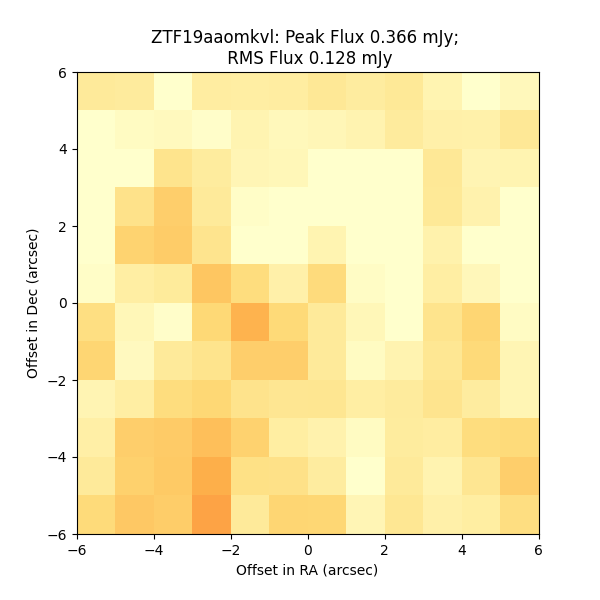 ZTF19aaomkvl: Peak Flux 0.366 mJy;
RMS Flux 0.128 mJy
6
4
2
0
−2
−4
−6
Offset in Dec (arcsec)
−6 −4 −2 0 2 4 6
Offset in RA (arcsec)